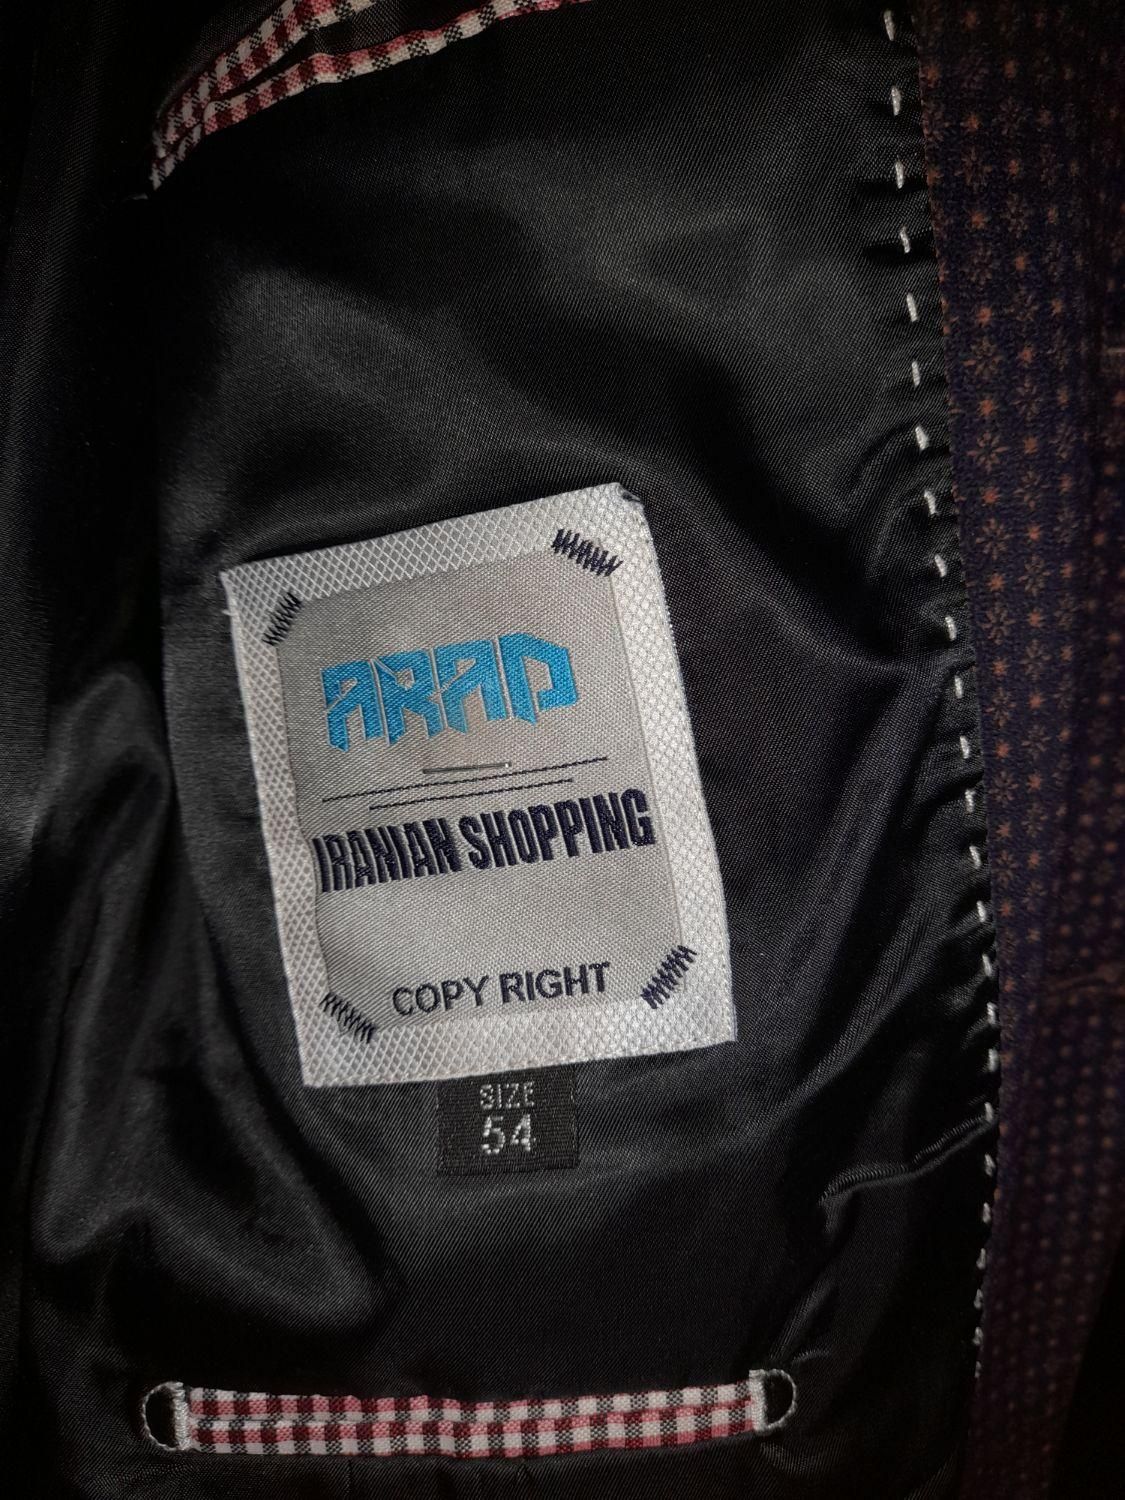 ARAD
IRANIAN SHOPPING
COPY RIGHT
SIZE
54